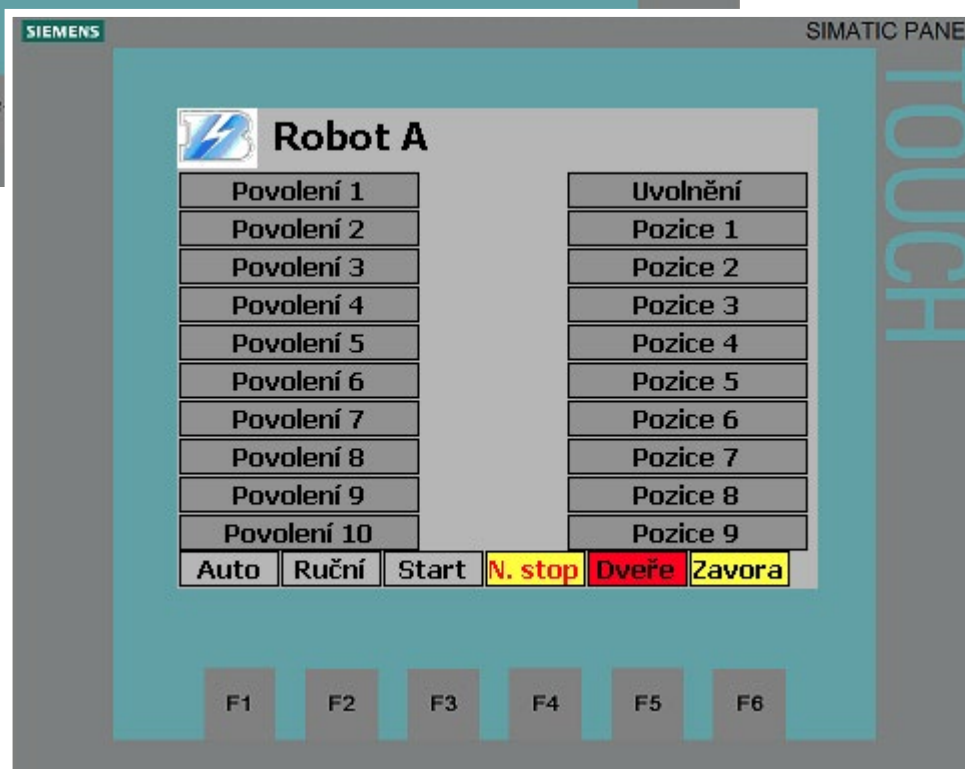 SIEMENS
SIMATIC PANE
TOUCH
Robot A
Povolení 1 Uvolnění
Povolení 2 Pozice 1
Povolení 3 Pozice 2
Povolení 4 Pozice 3
Povolení 5 Pozice 4
Povolení 6 Pozice 5
Povolení 7 Pozice 6
Povolení 8 Pozice 7
Povolení 9 Pozice 8
Povolení 10 Pozice 9
Auto Ruční Start N. stop Dveře Zavora
F1 F2 F3 F4 F5 F6